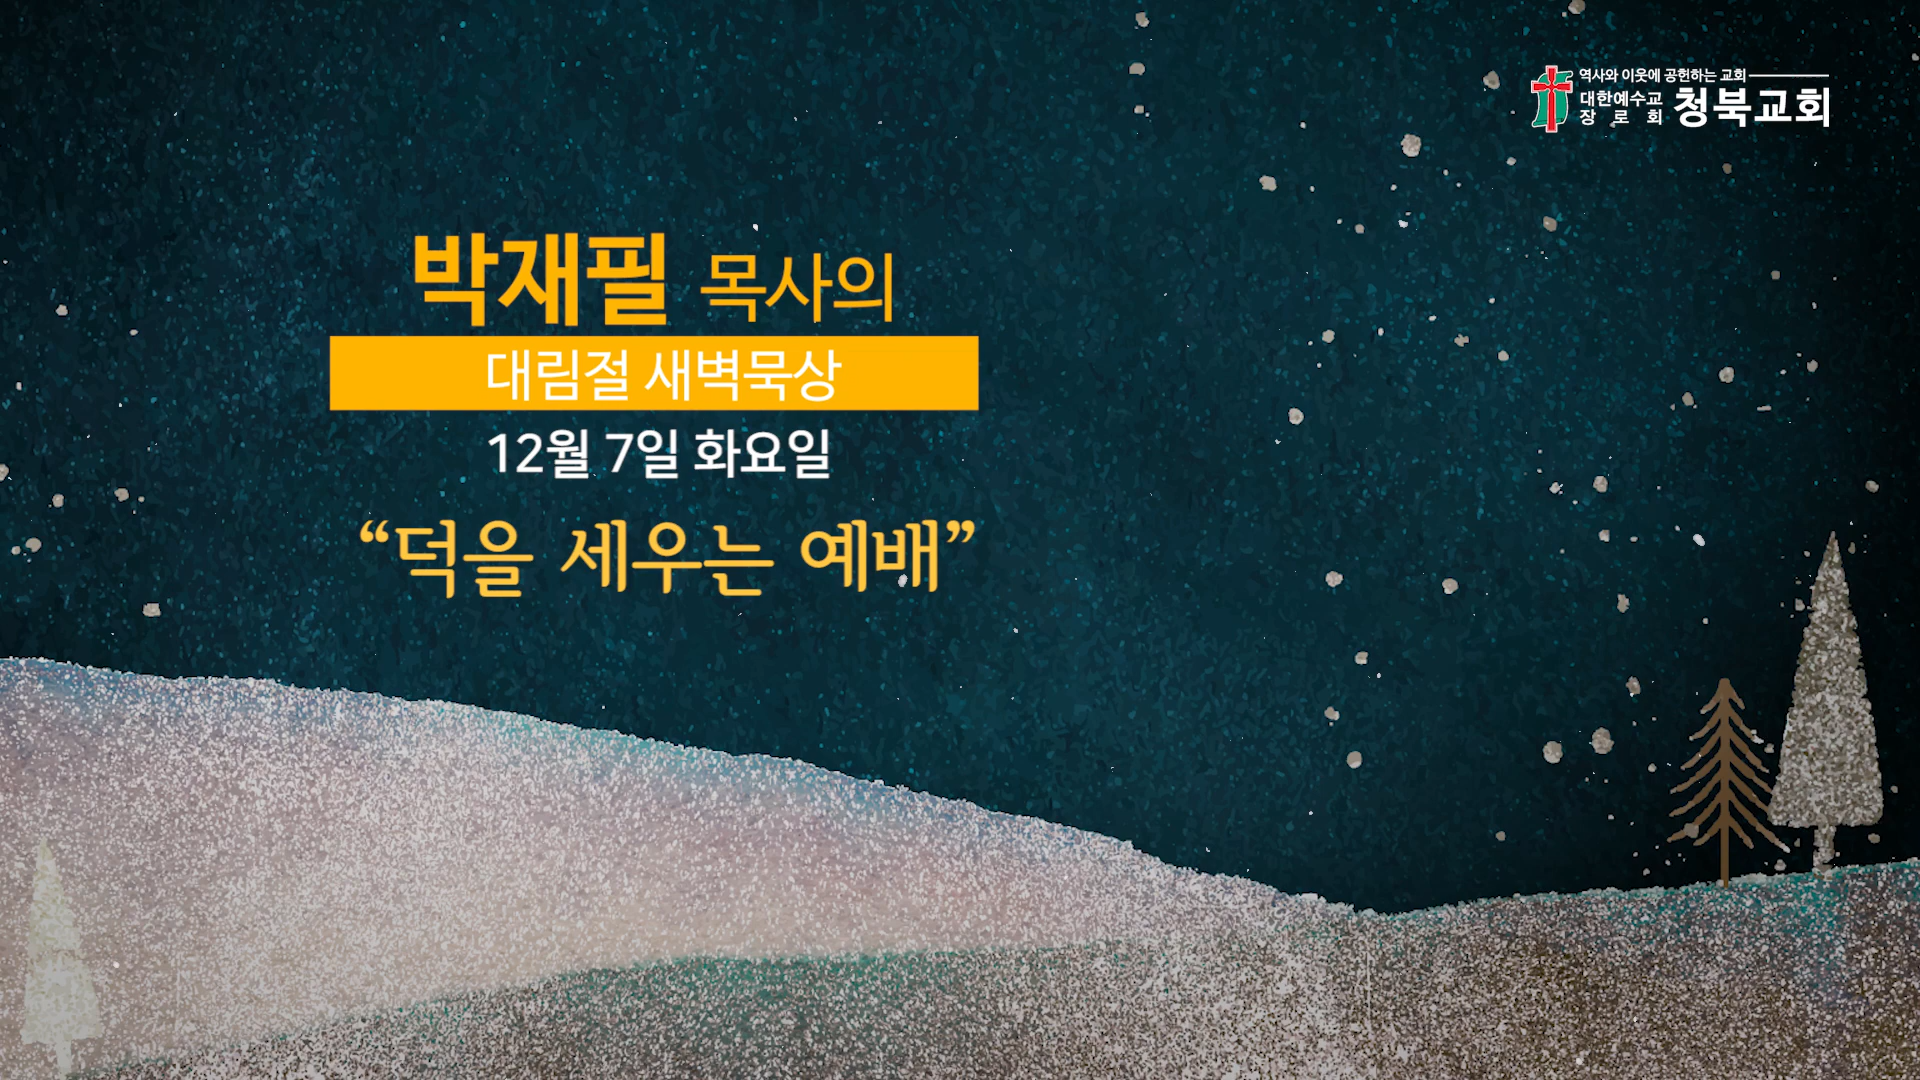 역사와 이웃에 공헌하는 교회
대한예수교
장로회
청북교회
박재필 목사의
대림절 새벽묵상
12월 7일 화요일
“덕을 세우는 예배”